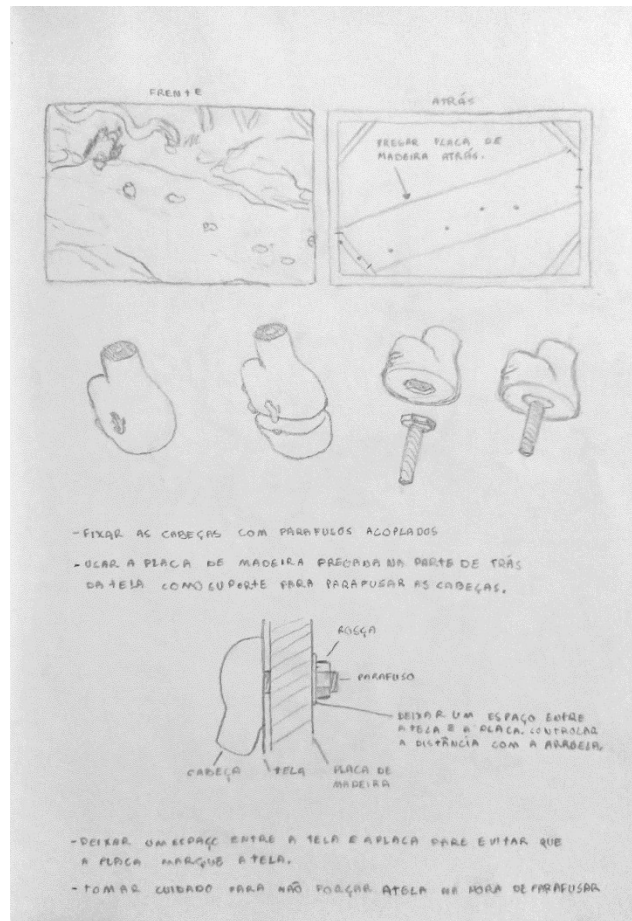 FRENTE
ATRÁS
PREGAR PLACA DE
MADEIRA ATRÁS.
- FIXAR AS CABEÇAS COM PARAFUSOS ACOPLADOS
- USAR A PLACA DE MADEIRA PREGADA NA PARTE DE TRÁS
DA TELA COMO SUPORTE PARA PARAFUSAR AS CABEÇAS.
ROSCA
PARAFUSO
DEIXAR UM ESPAÇO ENTRE
A TELA E A PLACA. CONTROLAR
A DISTÂNCIA COM A ARRUELA.
CABEÇA
TELA
PLACA DE
MADEIRA
- DEIXAR UM ESPAÇO ENTRE A TELA E A PLACA PARA EVITAR QUE
A PLACA MARQUE A TELA.
- TOMAR CUIDADO PARA NÃO FORÇAR A TELA NA HORA DE PARAFUSAR